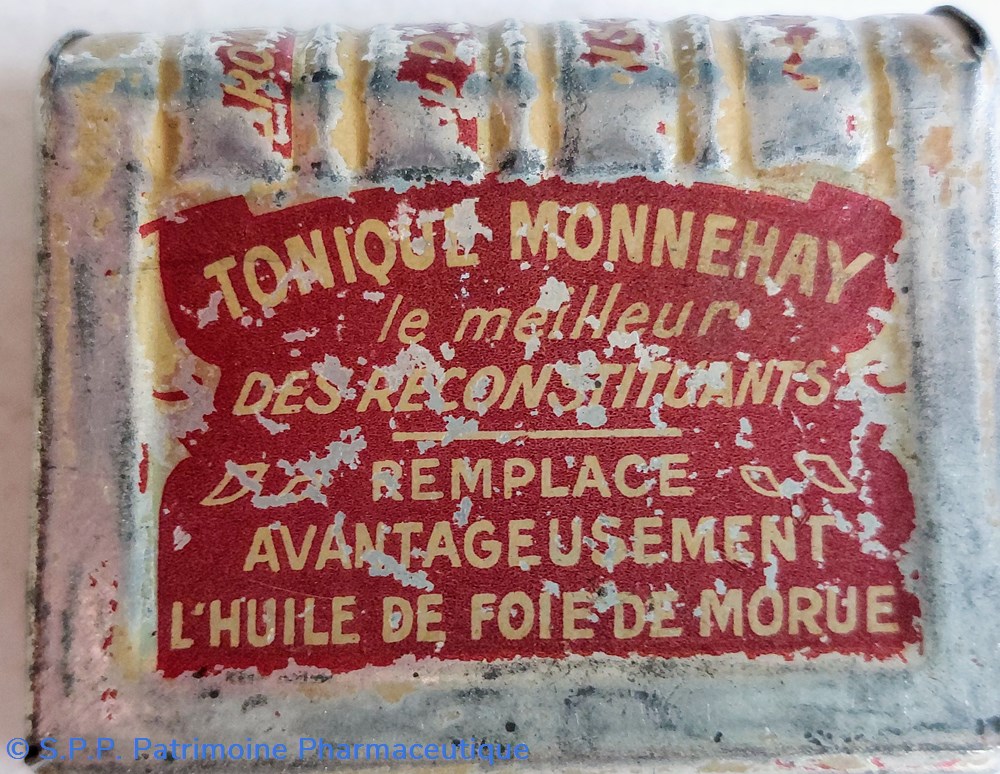 TONIQUE MONNEHAY
le meilleur
DES RECONSTITUANTS
REMPLACE
AVANTAGEUSEMENT
L'HUILE DE FOIE DE MORUE
© S.P.P. Patrimoine Pharmaceutique